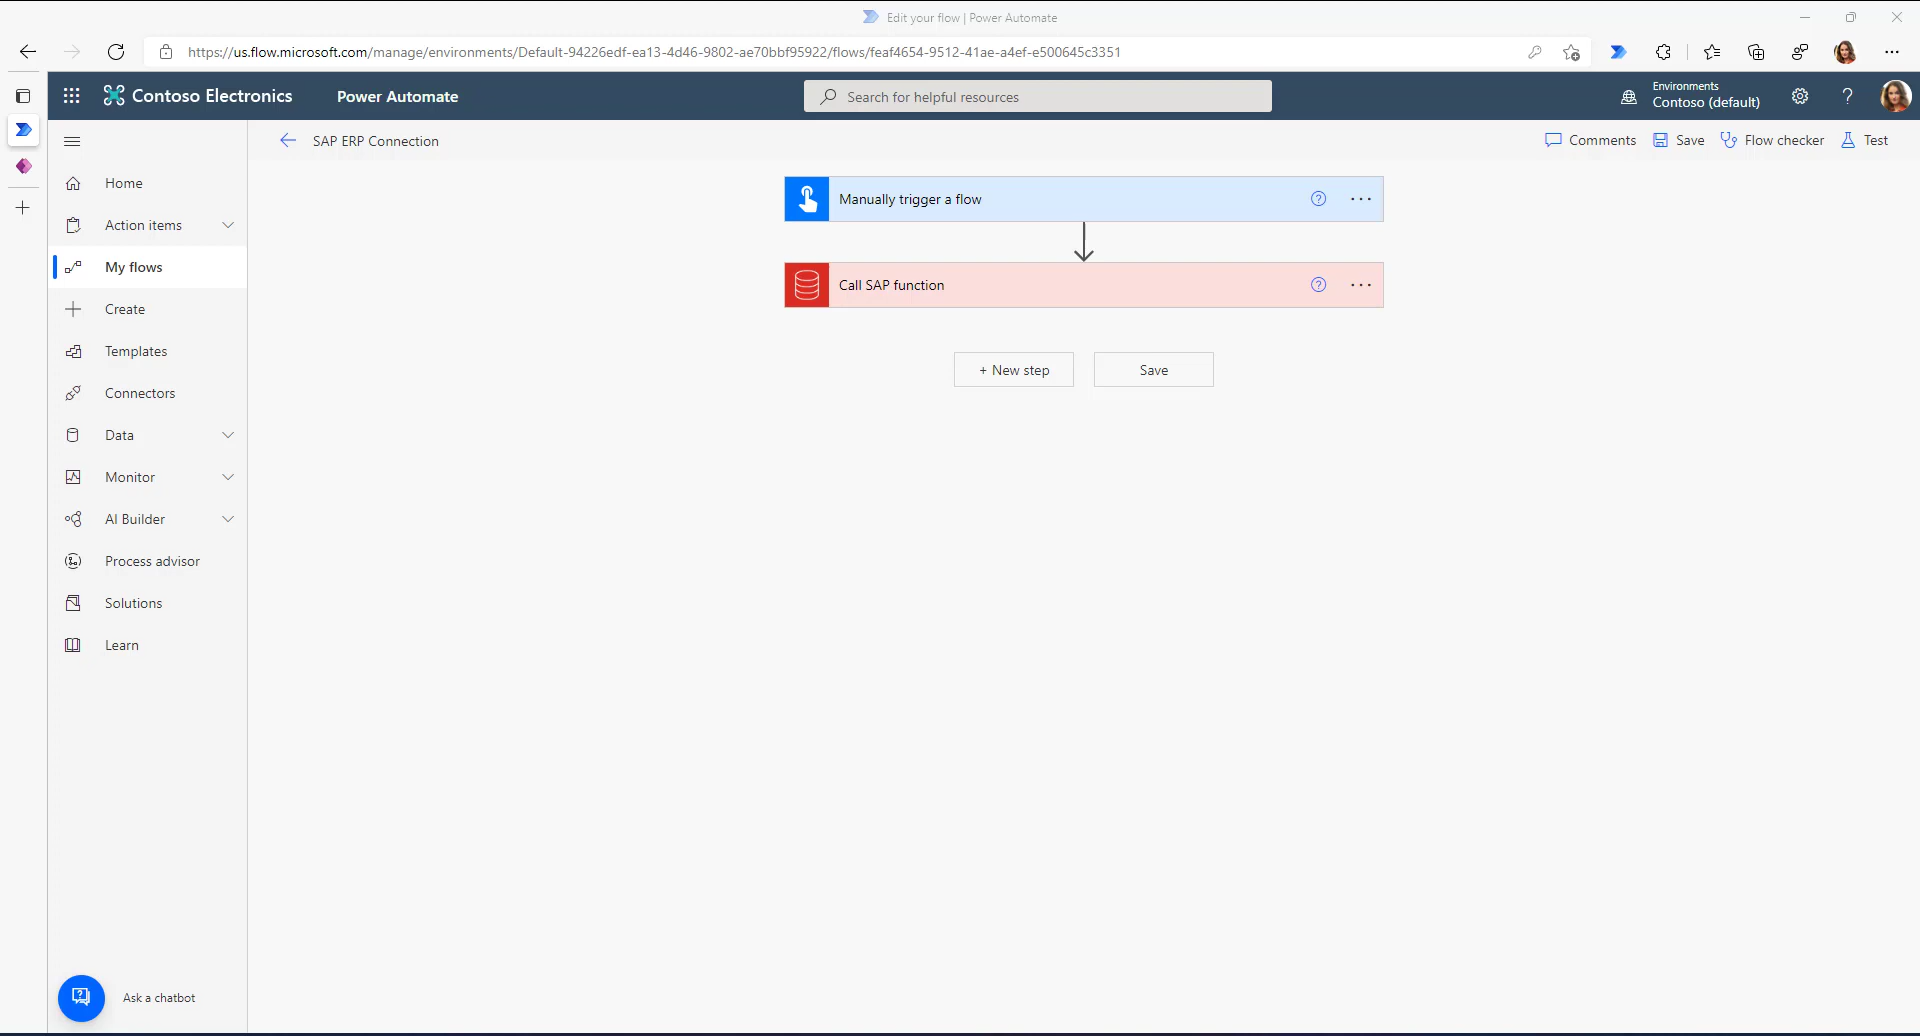 Edit your flow | Power Automate
https://us.flow.microsoft.com/manage/environments/Default-94226edf-ea13-4d46-9802-ae70bbf95922/flows/feaf4654-9512-41ae-a4ef-e500645c3351
Contoso Electronics
Power Automate
Search for helpful resources
Environments
Contoso (default)
SAP ERP Connection
Comments
Save
Flow checker
Test
Home
Action items
My flows
Create
Templates
Connectors
Data
Monitor
AI Builder
Process advisor
Solutions
Learn
Manually trigger a flow
Call SAP function
+ New step
Save
Ask a chatbot